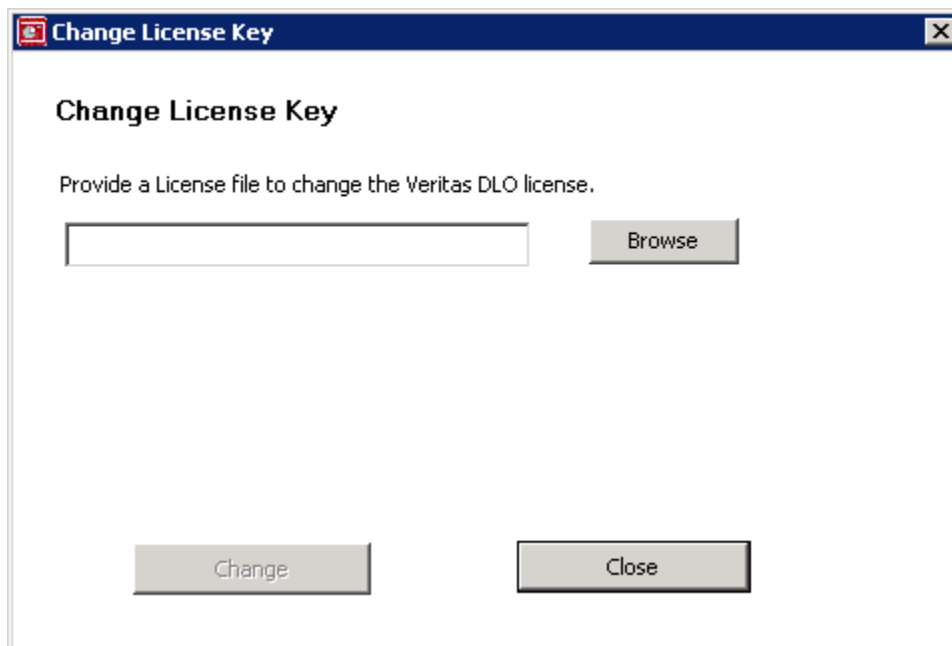 Change License Key
Change License Key
Provide a License file to change the Veritas DLO license.
Browse
Change
Close